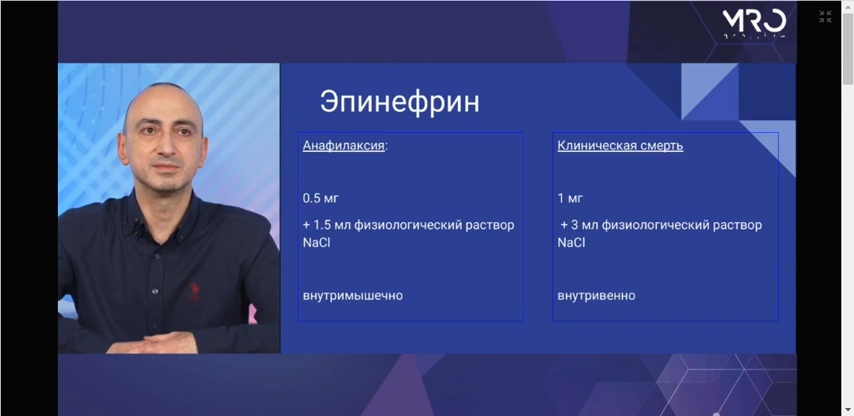 MRO
Эпинефрин
Анафилаксия:
0.5 мг
+ 1.5 мл физиологический раствор
NaCl
внутримышечно
Клиническая смерть
1 мг
+ 3 мл физиологический раствор
NaCl
внутривенно